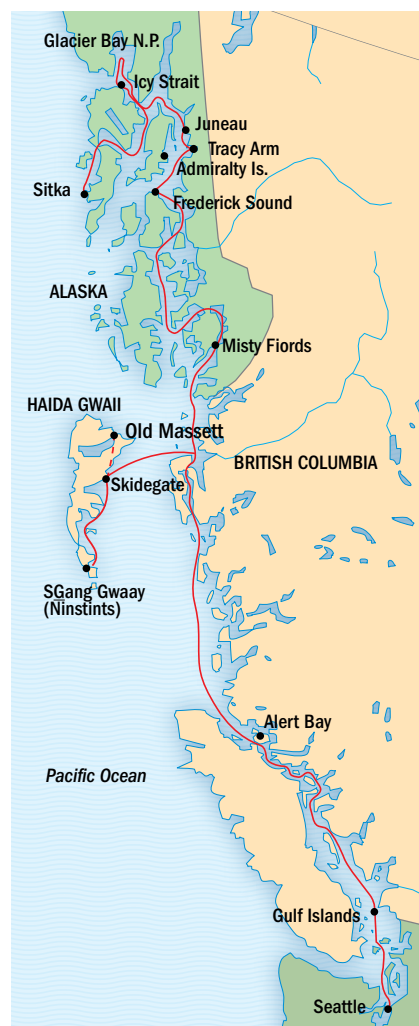 Glacier Bay N.P.
Icy Strait
Juneau
Tracy Arm
Admiralty Is.
Sitka
Frederick Sound
ALASKA
Misty Fiords
HAIDA GWAII
Old Massett
BRITISH COLUMBIA
Skidegate
SGang Gwaay
(Ninstints)
Alert Bay
Pacific Ocean
Gulf Islands
Seattle